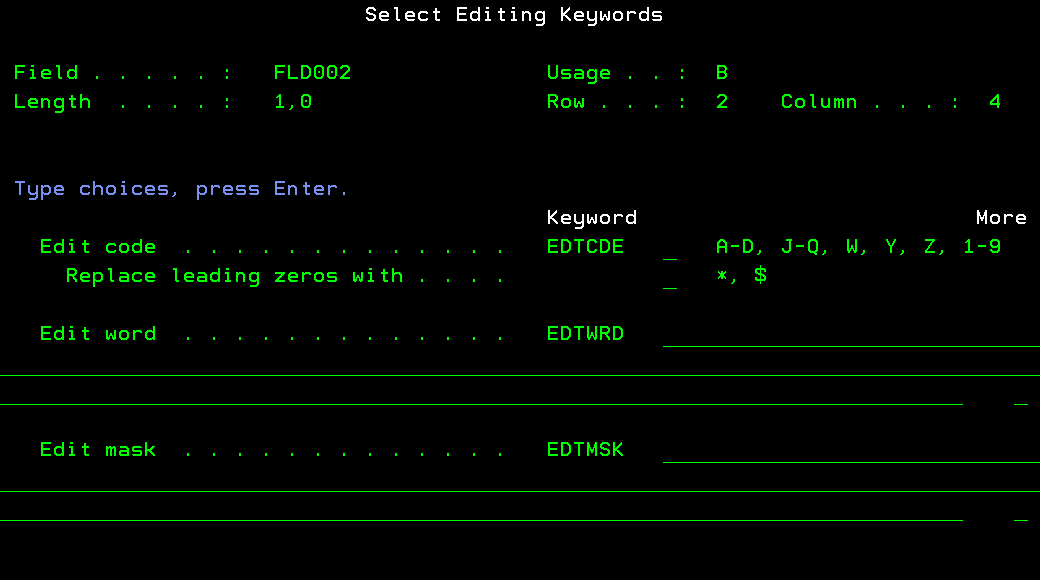 Select Editing Keywords
Field . . . . . :   FLD002               Usage . . :  B
Length  . . . . :   1,0                  Row . . . :  2    Column . . . :  4
Type choices, press Enter.
Keyword                          More
Edit code  . . . . . . . . . . . . .   EDTCDE   _   A-D, J-Q, W, Y, Z, 1-9
Replace leading zeros with . . . .            _   *, $
Edit word  . . . . . . . . . . . . .   EDTWRD
Edit mask  . . . . . . . . . . . . .   EDTMSK